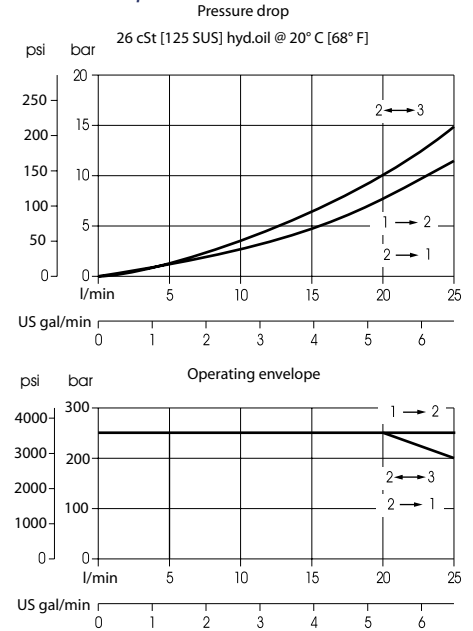 Pressure drop
26 cSt [125 SUS] hyd.oil @ 20° C [68° F]
psi bar
20
250
2↔3
200 15
150
10
100
1 → 2
50 5
2 → 1
0 0
l/min 5 10 15 20 25
US gal/min
0 1 2 3 4 5 6
Operating envelope
psi bar
300
4000
1 → 2
3000
200
2↔3
2000
100
2 → 1
1000
0 0
l/min 5 10 15 20 25
US gal/min
0 1 2 3 4 5 6